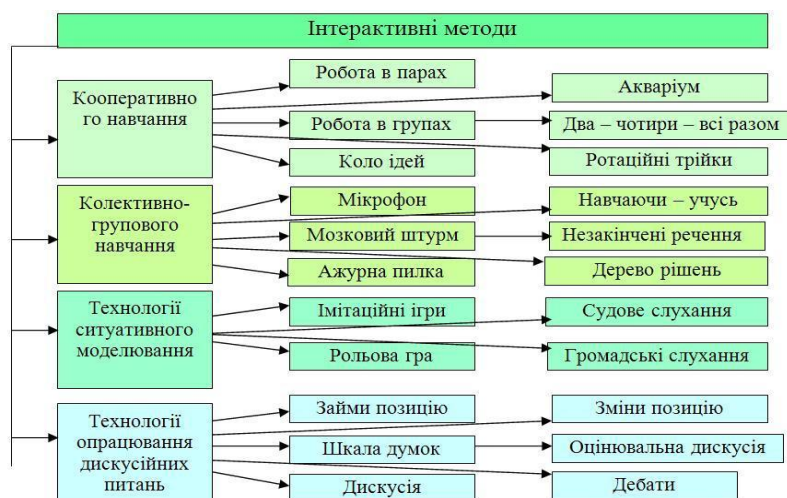 Інтерактивні методи
Кооперативно
го навчання
Робота в парах
Акваріум
Робота в групах
Два – чотири – всі разом
Коло ідей
Ротаційні трійки
Колективно-
групового
навчання
Мікрофон
Навчаючи – учусь
Мозковий штурм
Незакінчені речення
Ажурна пилка
Дерево рішень
Технології
ситуативного
моделювання
Імітаційні ігри
Судове слухання
Рольова гра
Громадські слухання
Технології
опрацювання
дискусійних
питань
Займи позицію
Зміни позицію
Шкала думок
Оцінювальна дискусія
Дискусія
Дебати